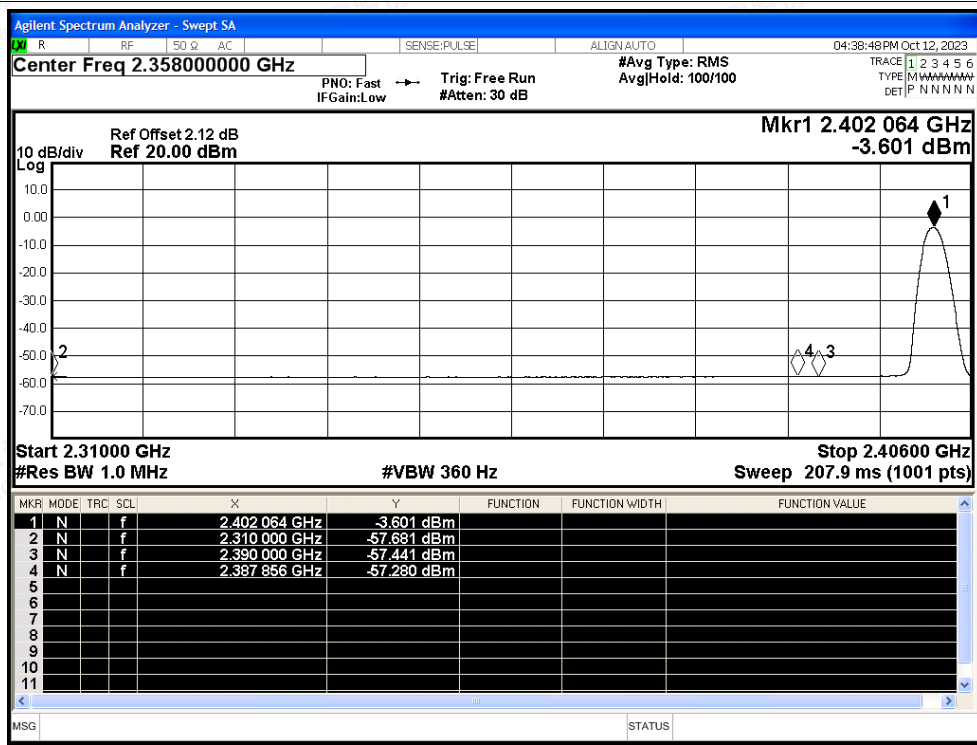 Agilent Spectrum Analyzer - Swept SA
LXI R RF 50 Ω AC SENSE:PULSE ALIGN AUTO 04:38:48 PM Oct 12, 2023
Center Freq 2.358000000 GHz
PNO: Fast
IFGain:Low
Trig: Free Run
#Atten: 30 dB
#Avg Type: RMS
Avg|Hold: 100/100
TRACE 1 2 3 4 5 6
TYPE M W W W W W
DET P N N N N N
Mkr1 2.402 064 GHz
-3.601 dBm
Ref Offset 2.12 dB
10 dB/div Ref 20.00 dBm
Log
10.0
0.00
-10.0
-20.0
-30.0
-40.0
-50.0
-60.0
-70.0
1
2
4 3
Start 2.31000 GHz Stop 2.40600 GHz
#Res BW 1.0 MHz #VBW 360 Hz Sweep 207.9 ms (1001 pts)
MKR MODE TRC SCL X Y FUNCTION FUNCTION WIDTH FUNCTION VALUE
1 N f 2.402 064 GHz -3.601 dBm
2 N f 2.310 000 GHz -57.681 dBm
3 N f 2.390 000 GHz -57.441 dBm
4 N f 2.387 856 GHz -57.280 dBm
5
6
7
8
9
10
11
MSG STATUS